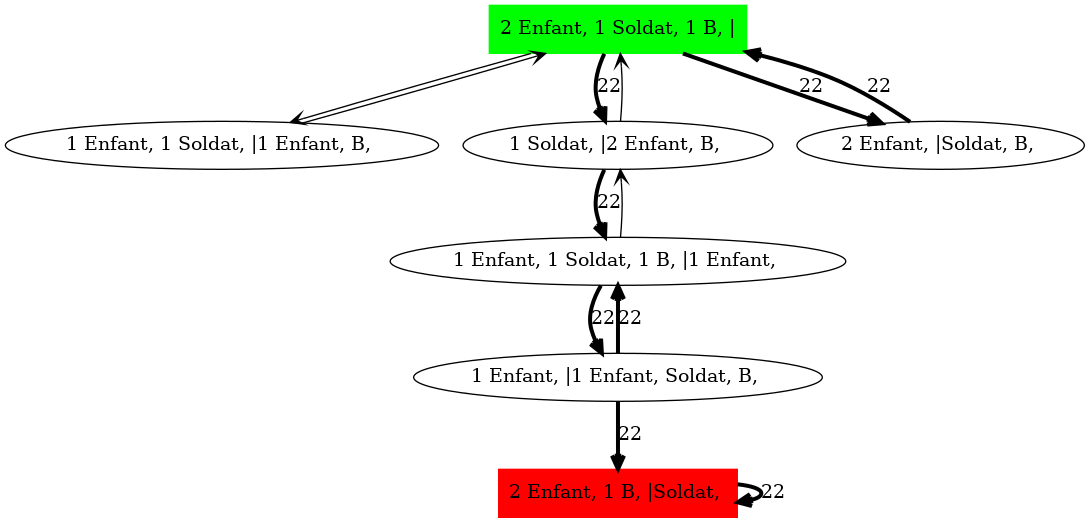 2 Enfant, 1 Soldat, 1 B, |
22
22
22
1 Enfant, 1 Soldat, |1 Enfant, B,
1 Soldat, |2 Enfant, B,
2 Enfant, |Soldat, B,
22
1 Enfant, 1 Soldat, 1 B, |1 Enfant,
22
22
1 Enfant, |1 Enfant, Soldat, B,
22
2 Enfant, 1 B, |Soldat,
22